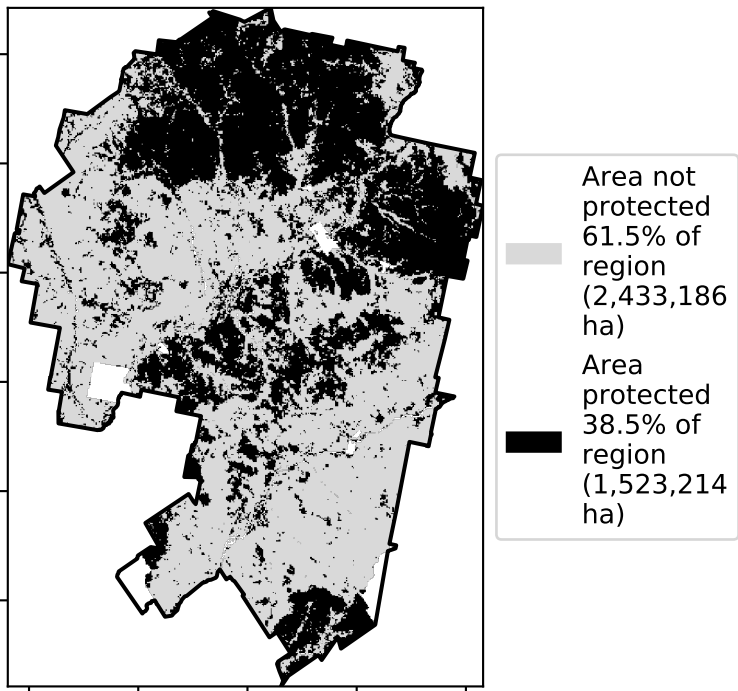 Area not
protected
61.5% of
region
(2,433,186
ha)
Area
protected
38.5% of
region
(1,523,214
ha)